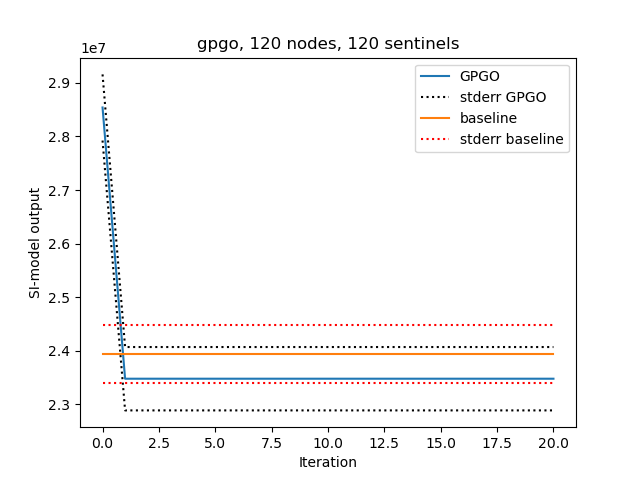 gpgo, 120 nodes, 120 sentinels
1e7
GPGO
stderr GPGO
baseline
stderr baseline
SI-model output
2.9
2.8
2.7
2.6
2.5
2.4
2.3
0.0 2.5 5.0 7.5 10.0 12.5 15.0 17.5 20.0
Iteration